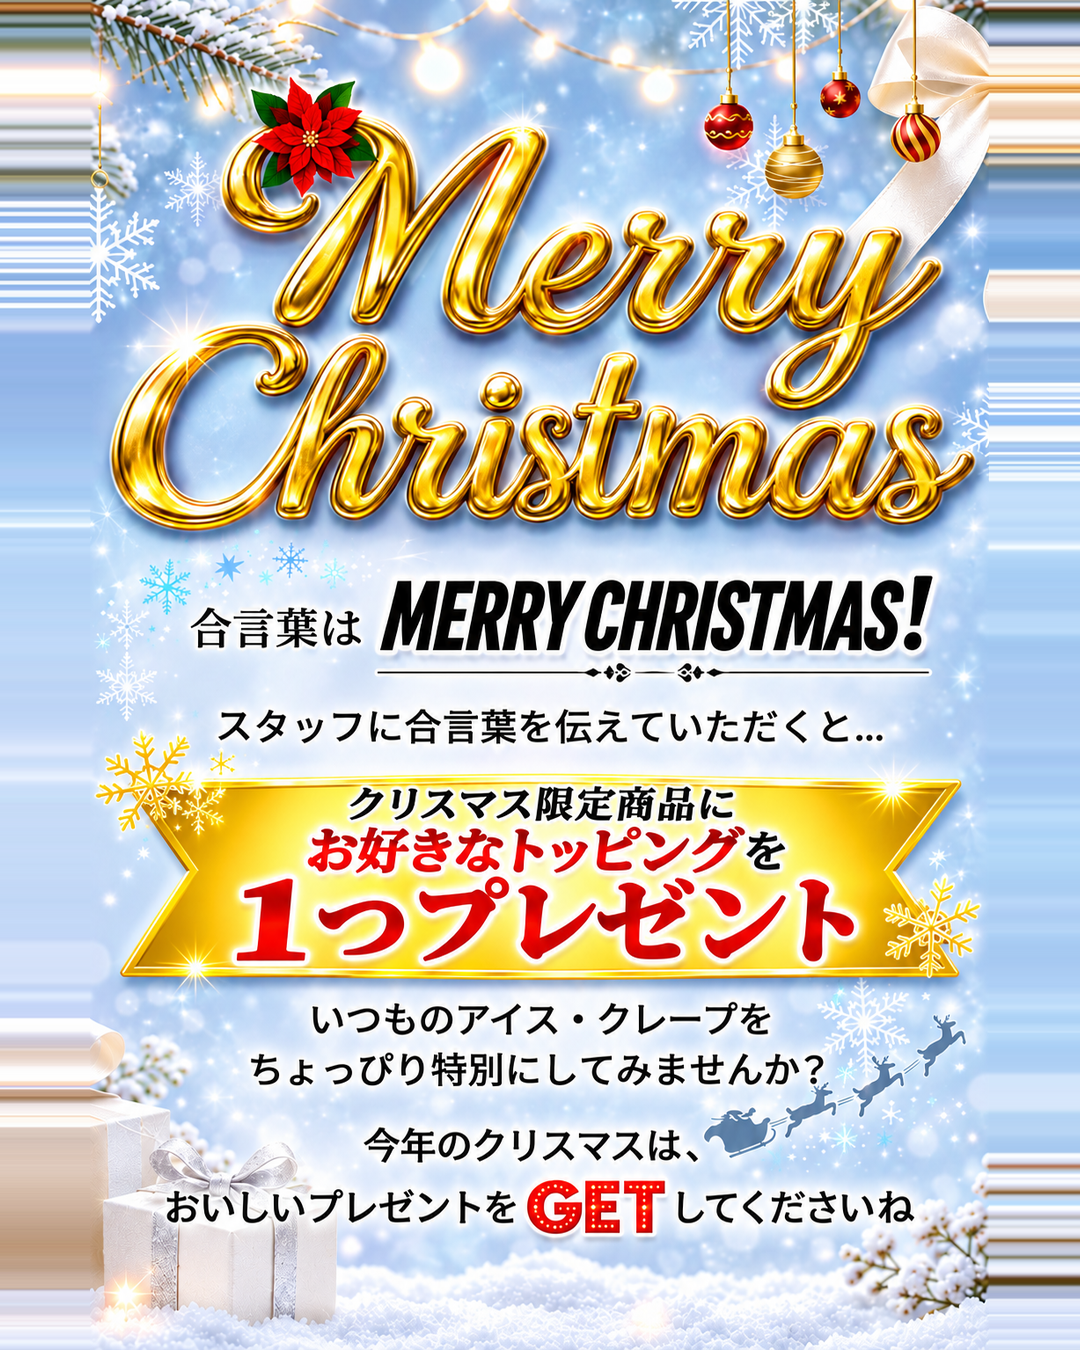 Merry
Christmas
合言葉は MERRY CHRISTMAS!
スタッフに合言葉を伝えていただくと...
クリスマス限定商品に
お好きなトッピングを
1つプレゼント
いつものアイス・クレープを
ちょっぴり特別にしてみませんか?
今年のクリスマスは、
おいしいプレゼントをGETしてくださいね